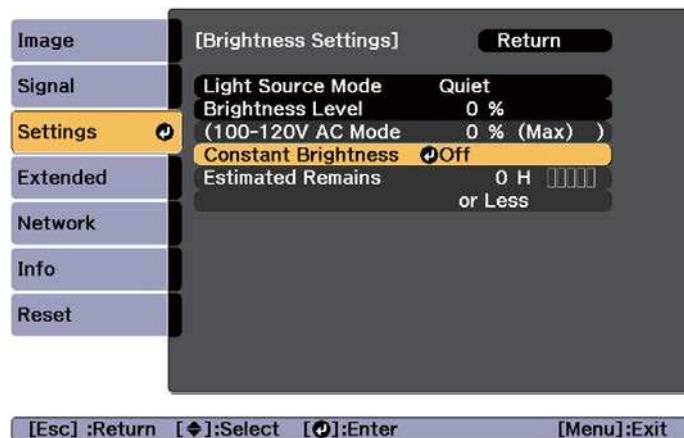 Image
Signal
Settings
Extended
Network
Info
Reset
[Brightness Settings]
Return
Light Source Mode Quiet
Brightness Level 0 %
(100-120V AC Mode 0 % (Max) )
Constant Brightness Off
Estimated Remains 0 H
or Less
[Esc] :Return [◆]:Select [↵]:Enter [Menu]:Exit